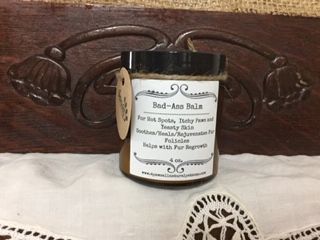 Bad-Ass Balm
For Hot Spots, Itchy Paws and
Yeasty Skin
Soothes/Heals/Rejuvenates Fur
Folicles
Helps with Fur Regrowth
4 oz.